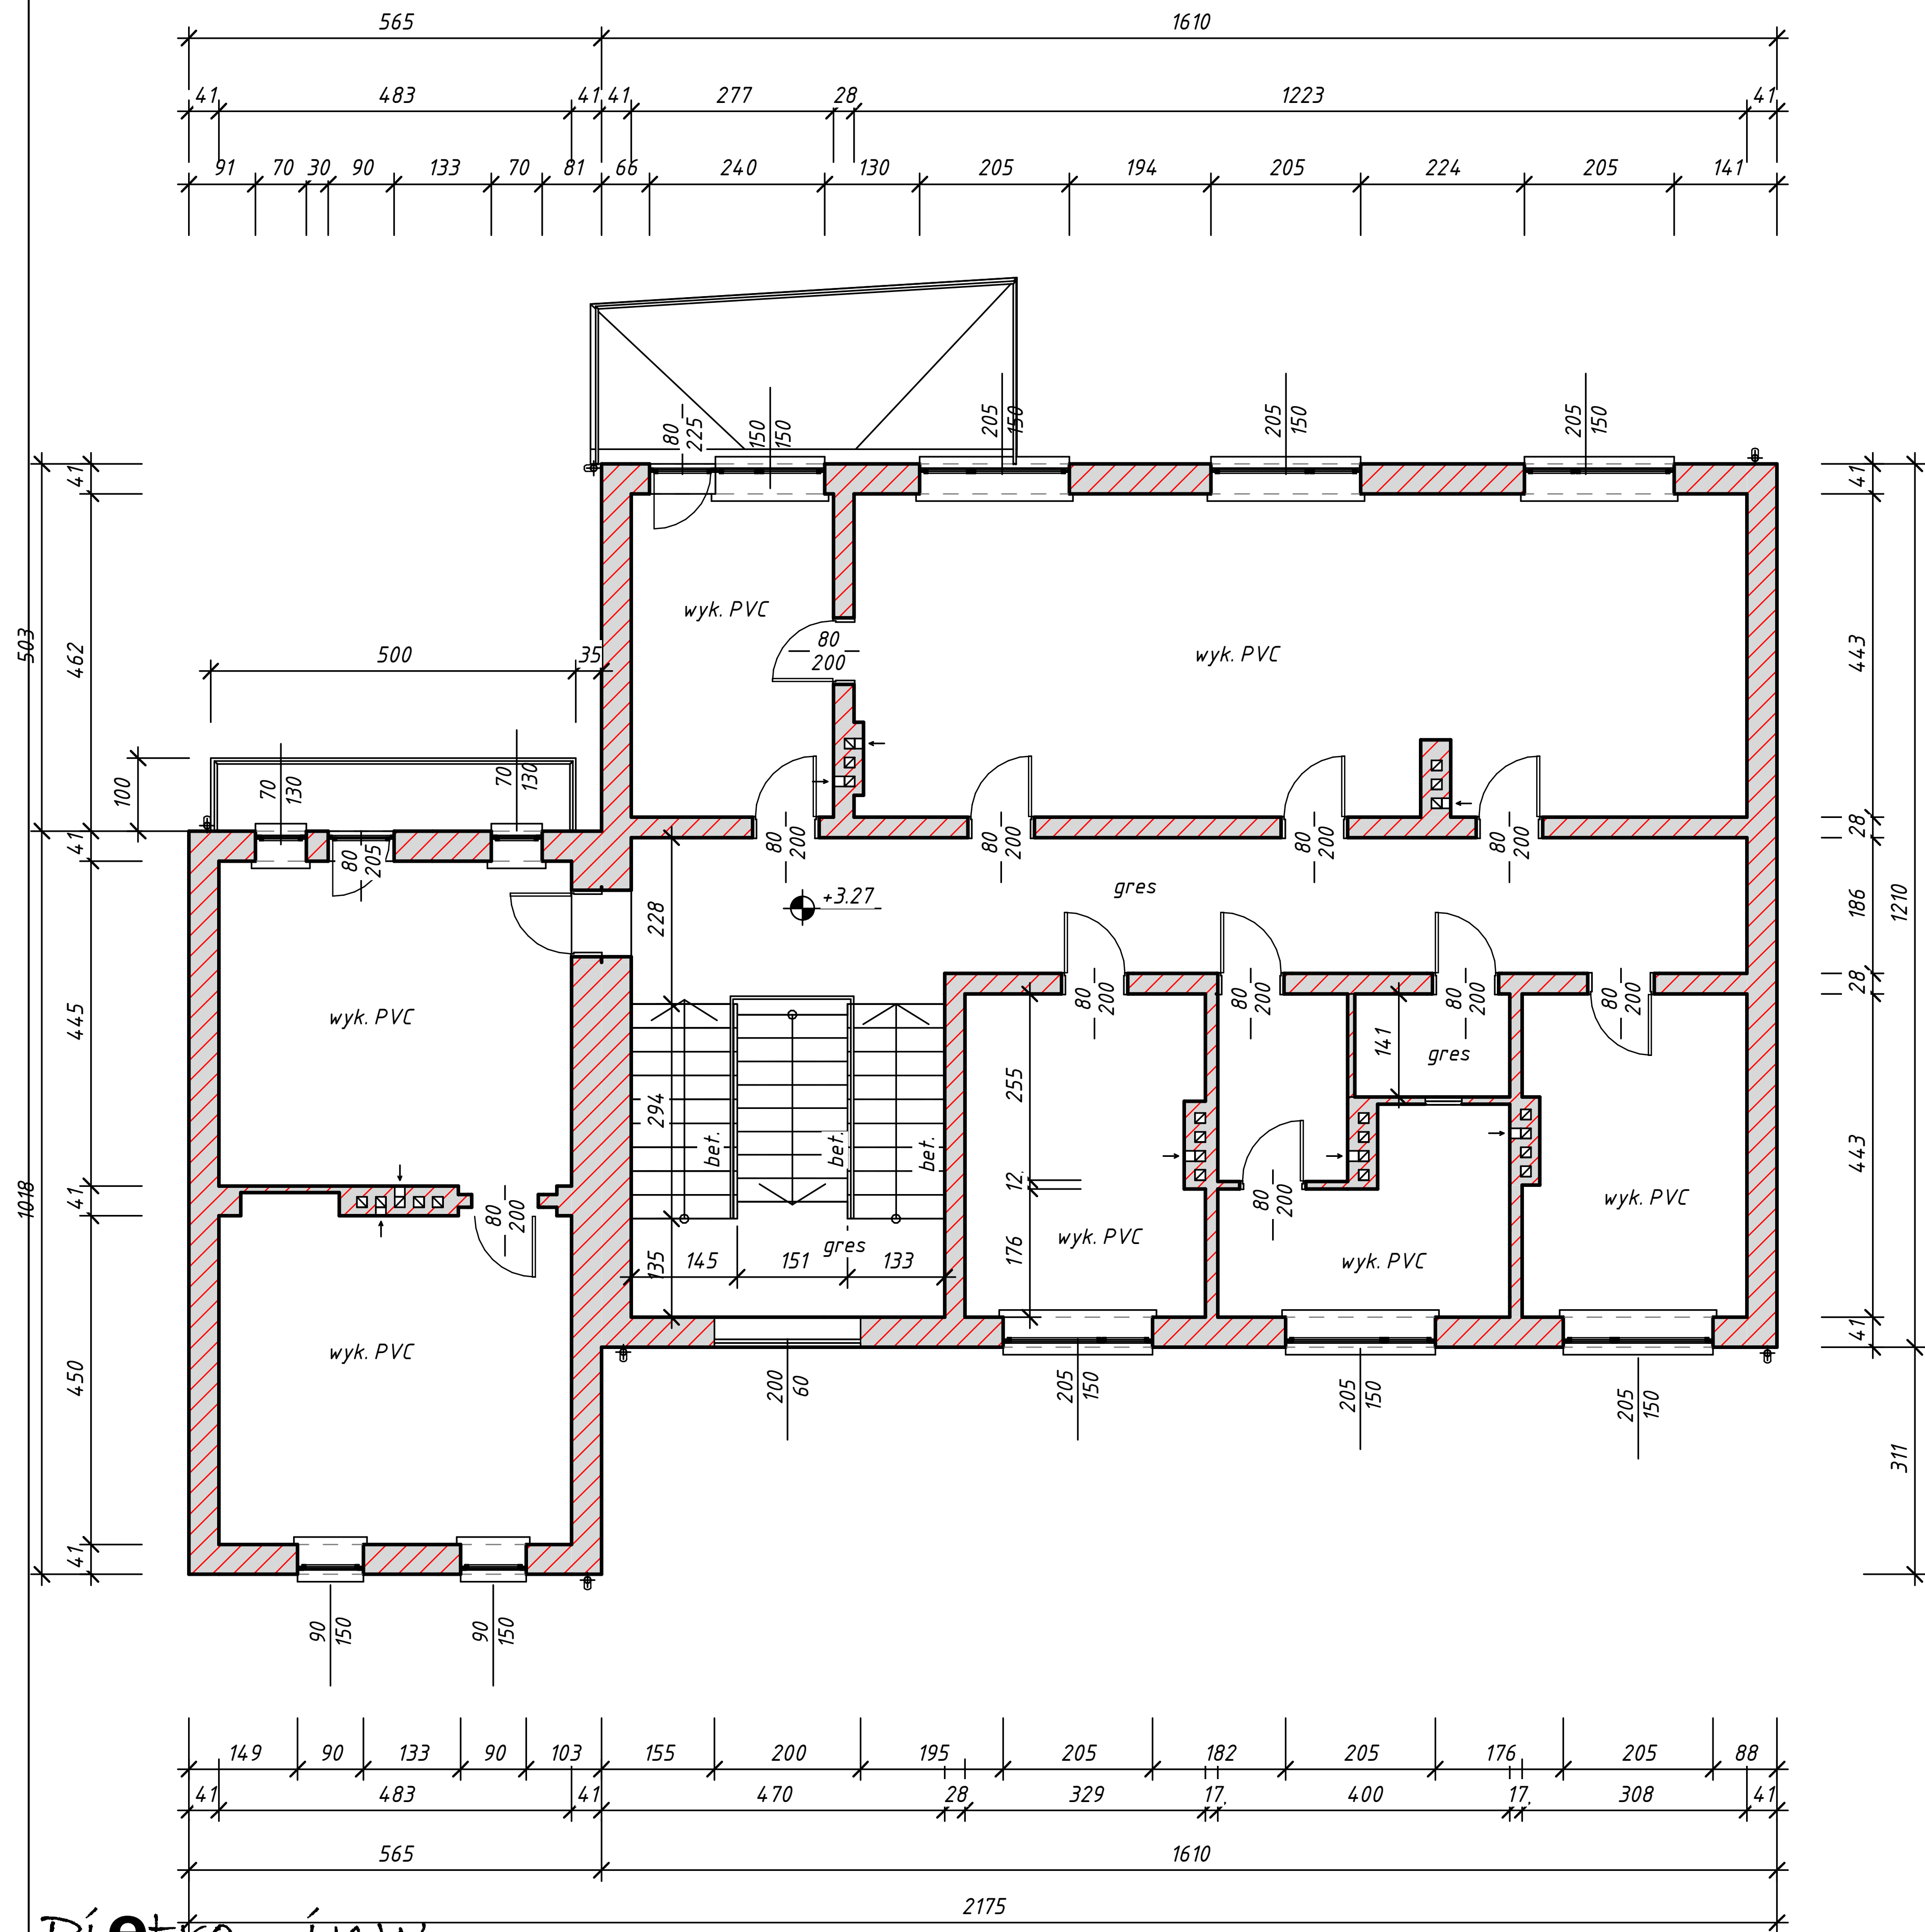 565 1610
41 483 41 41 277 28 1223 41
91 70 30 90 133 70 81 66 240 130 205 194 205 224 205 141
80 225 150 150 205 150 205 150 205 150
41 41
503 462 500 35 wyk. PVC 80 200 wyk. PVC 443
100 70 130 70 130
41 80 205 80 200 80 200 80 200 80 200 28
228 +3.27 gres 186 1210
80 200 80 200 80 200 80 200 28
445 wyk. PVC 141 gres
294 bet. bet. bet. 255 443
1018 41 80 200 12 80 200 wyk. PVC
135 145 151 133 gres 176 wyk. PVC wyk. PVC
450 wyk. PVC 41
200 60 205 150 205 150 205 150 311
41
90 150 90 150
149 90 133 90 103 155 200 195 205 182 205 176 205 88
41 483 41 470 28 329 17 400 17 308 41
565 1610
2175